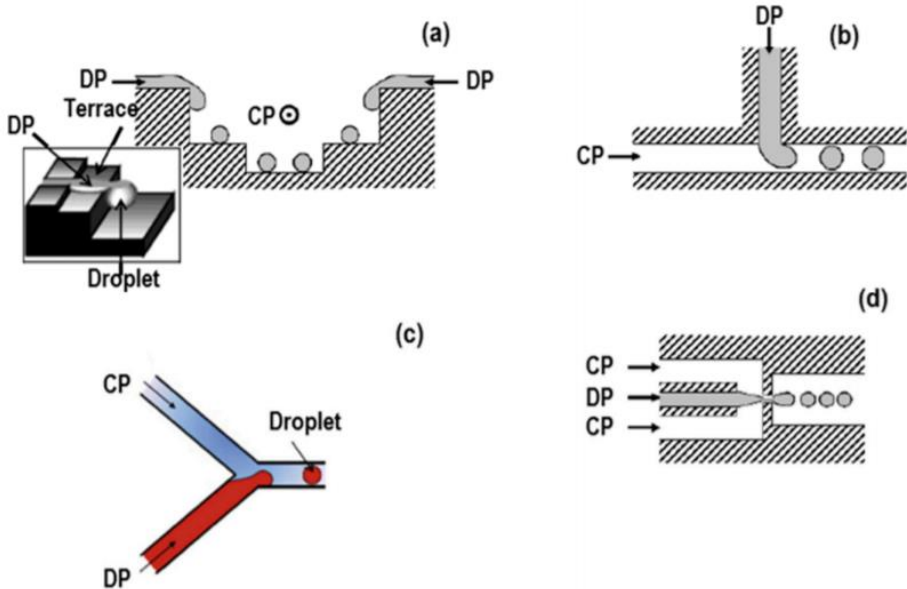 (a)
DP
DP
Terrace
CP
DP
Droplet
DP
(b)
CP
(c)
CP
Droplet
DP
(d)
CP
DP
CP